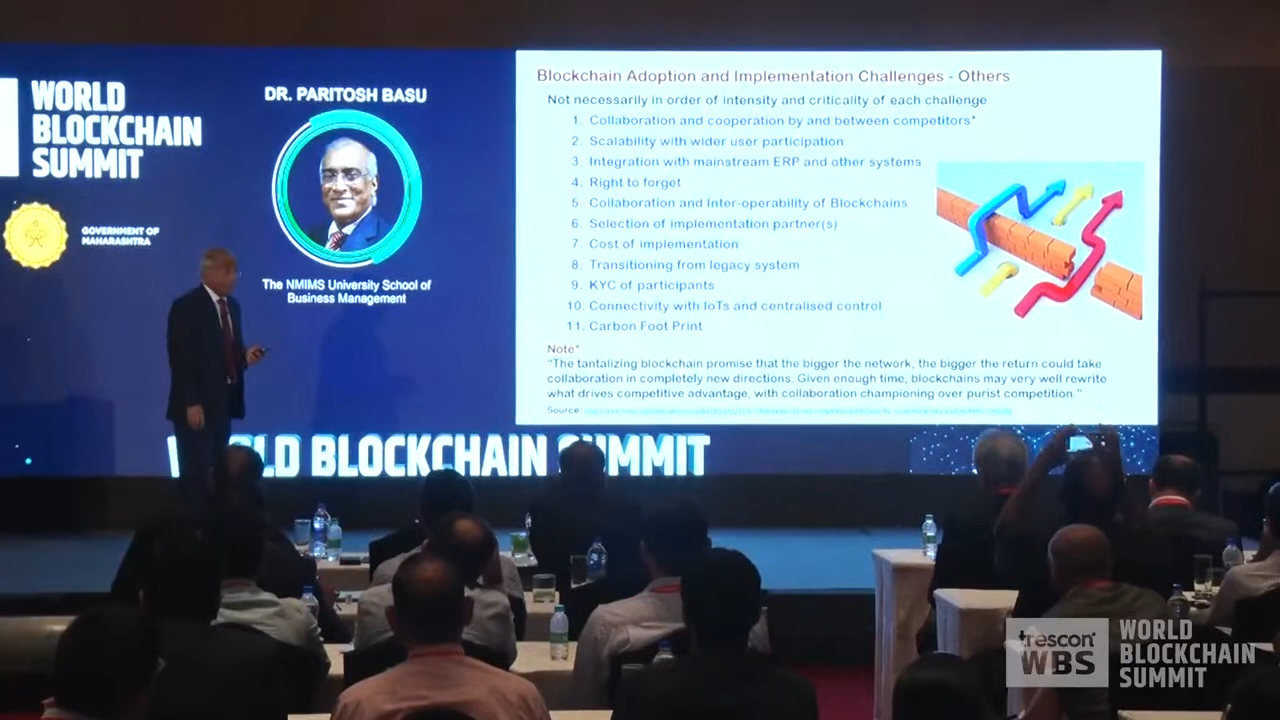 WORLD
BLOCKCHAIN
SUMMIT
GOVERNMENT OF
MAHARASHTRA
DR. PARITOSH BASU
The NMIMS University School of
Business Management
Blockchain Adoption and Implementation Challenges - Others
Not necessarily in order of intensity and criticality of each challenge
1. Collaboration and cooperation by and between competitors*
2. Scalability with wider user participation
3. Integration with mainstream ERP and other systems
4. Right to forget
5. Collaboration and Inter-operability of Blockchains
6. Selection of implementation partner(s)
7. Cost of implementation
8. Transitioning from legacy system
9. KYC of participants
10. Connectivity with IoTs and centralised control
11. Carbon Foot Print
Note*
"The tantalizing blockchain promise that the bigger the network, the bigger the return could take
collaboration in completely new directions. Given enough time, blockchains may very well rewrite
what drives competitive advantage, with collaboration championing over purist competition."
Source:
WORLD BLOCKCHAIN SUMMIT
trescon
WBS
WORLD
BLOCKCHAIN
SUMMIT